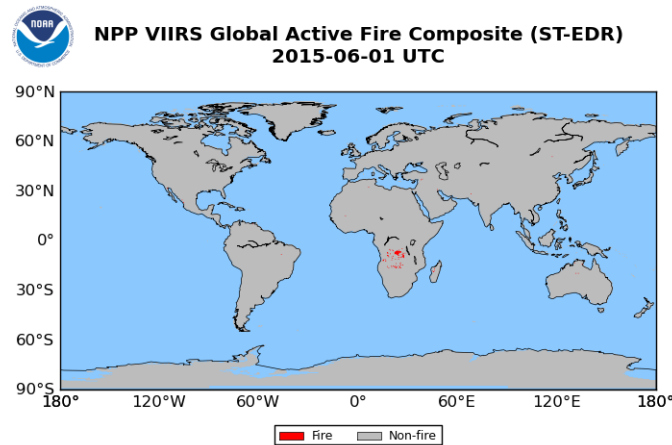 NOAA
NPP VIIRS Global Active Fire Composite (ST-EDR)
2015-06-01 UTC
90°N
60°N
30°N
0°
30°S
60°S
90°S
180° 120°W 60°W 0° 60°E 120°E 180°
Fire Non-fire